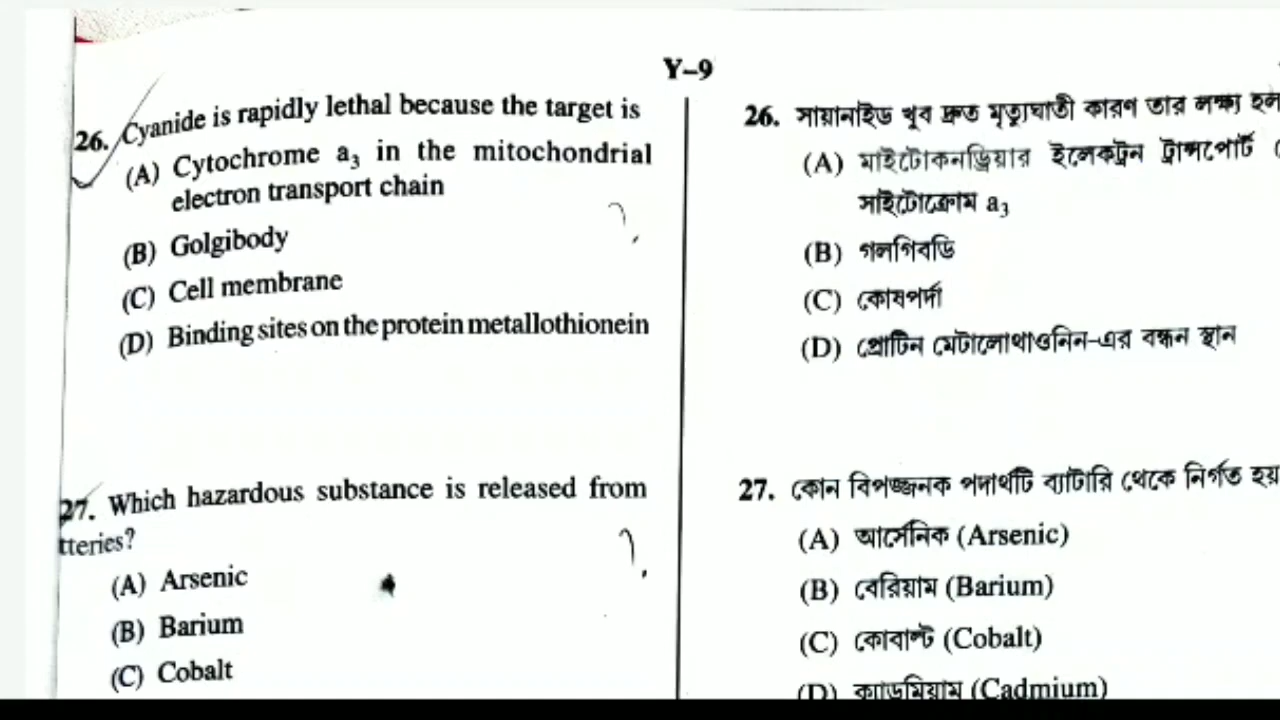 Y–9
26. Cyanide is rapidly lethal because the target is
(A) Cytochrome a₃ in the mitochondrial
electron transport chain
(B) Golgibody
(C) Cell membrane
(D) Binding sites on the protein metallothionein
27. Which hazardous substance is released from
tteries?
(A) Arsenic
(B) Barium
(C) Cobalt
26. সায়ানাইড খুব দ্রুত মৃত্যুঘাতী কারণ তার লক্ষ্য হল
(A) মাইটোকনড্রিয়ার ইলেকট্রন ট্রান্সপোর্ট
সাইটোক্রোম a₃
(B) গলগিবডি
(C) কোষপর্দা
(D) প্রোটিন মেটালোথাওনিন-এর বন্ধন স্থান
27. কোন বিপজ্জনক পদার্থটি ব্যাটারি থেকে নির্গত হয়
(A) আর্সেনিক (Arsenic)
(B) বেরিয়াম (Barium)
(C) কোবাল্ট (Cobalt)
(D) ক্যাডমিয়াম (Cadmium)